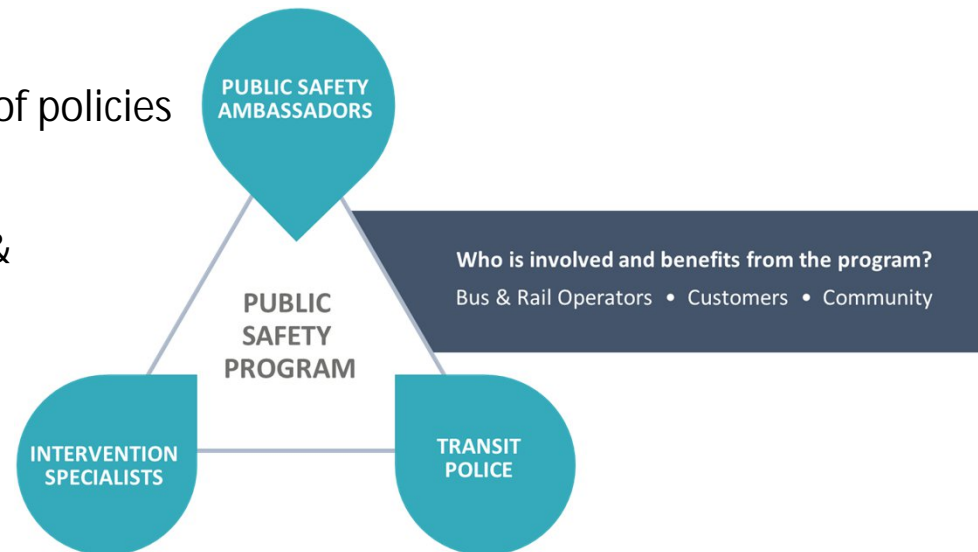 of policies
&
PUBLIC SAFETY
AMBASSADORS
Who is involved and benefits from the program?
Bus & Rail Operators • Customers • Community
PUBLIC
SAFETY
PROGRAM
INTERVENTION
SPECIALISTS
TRANSIT
POLICE